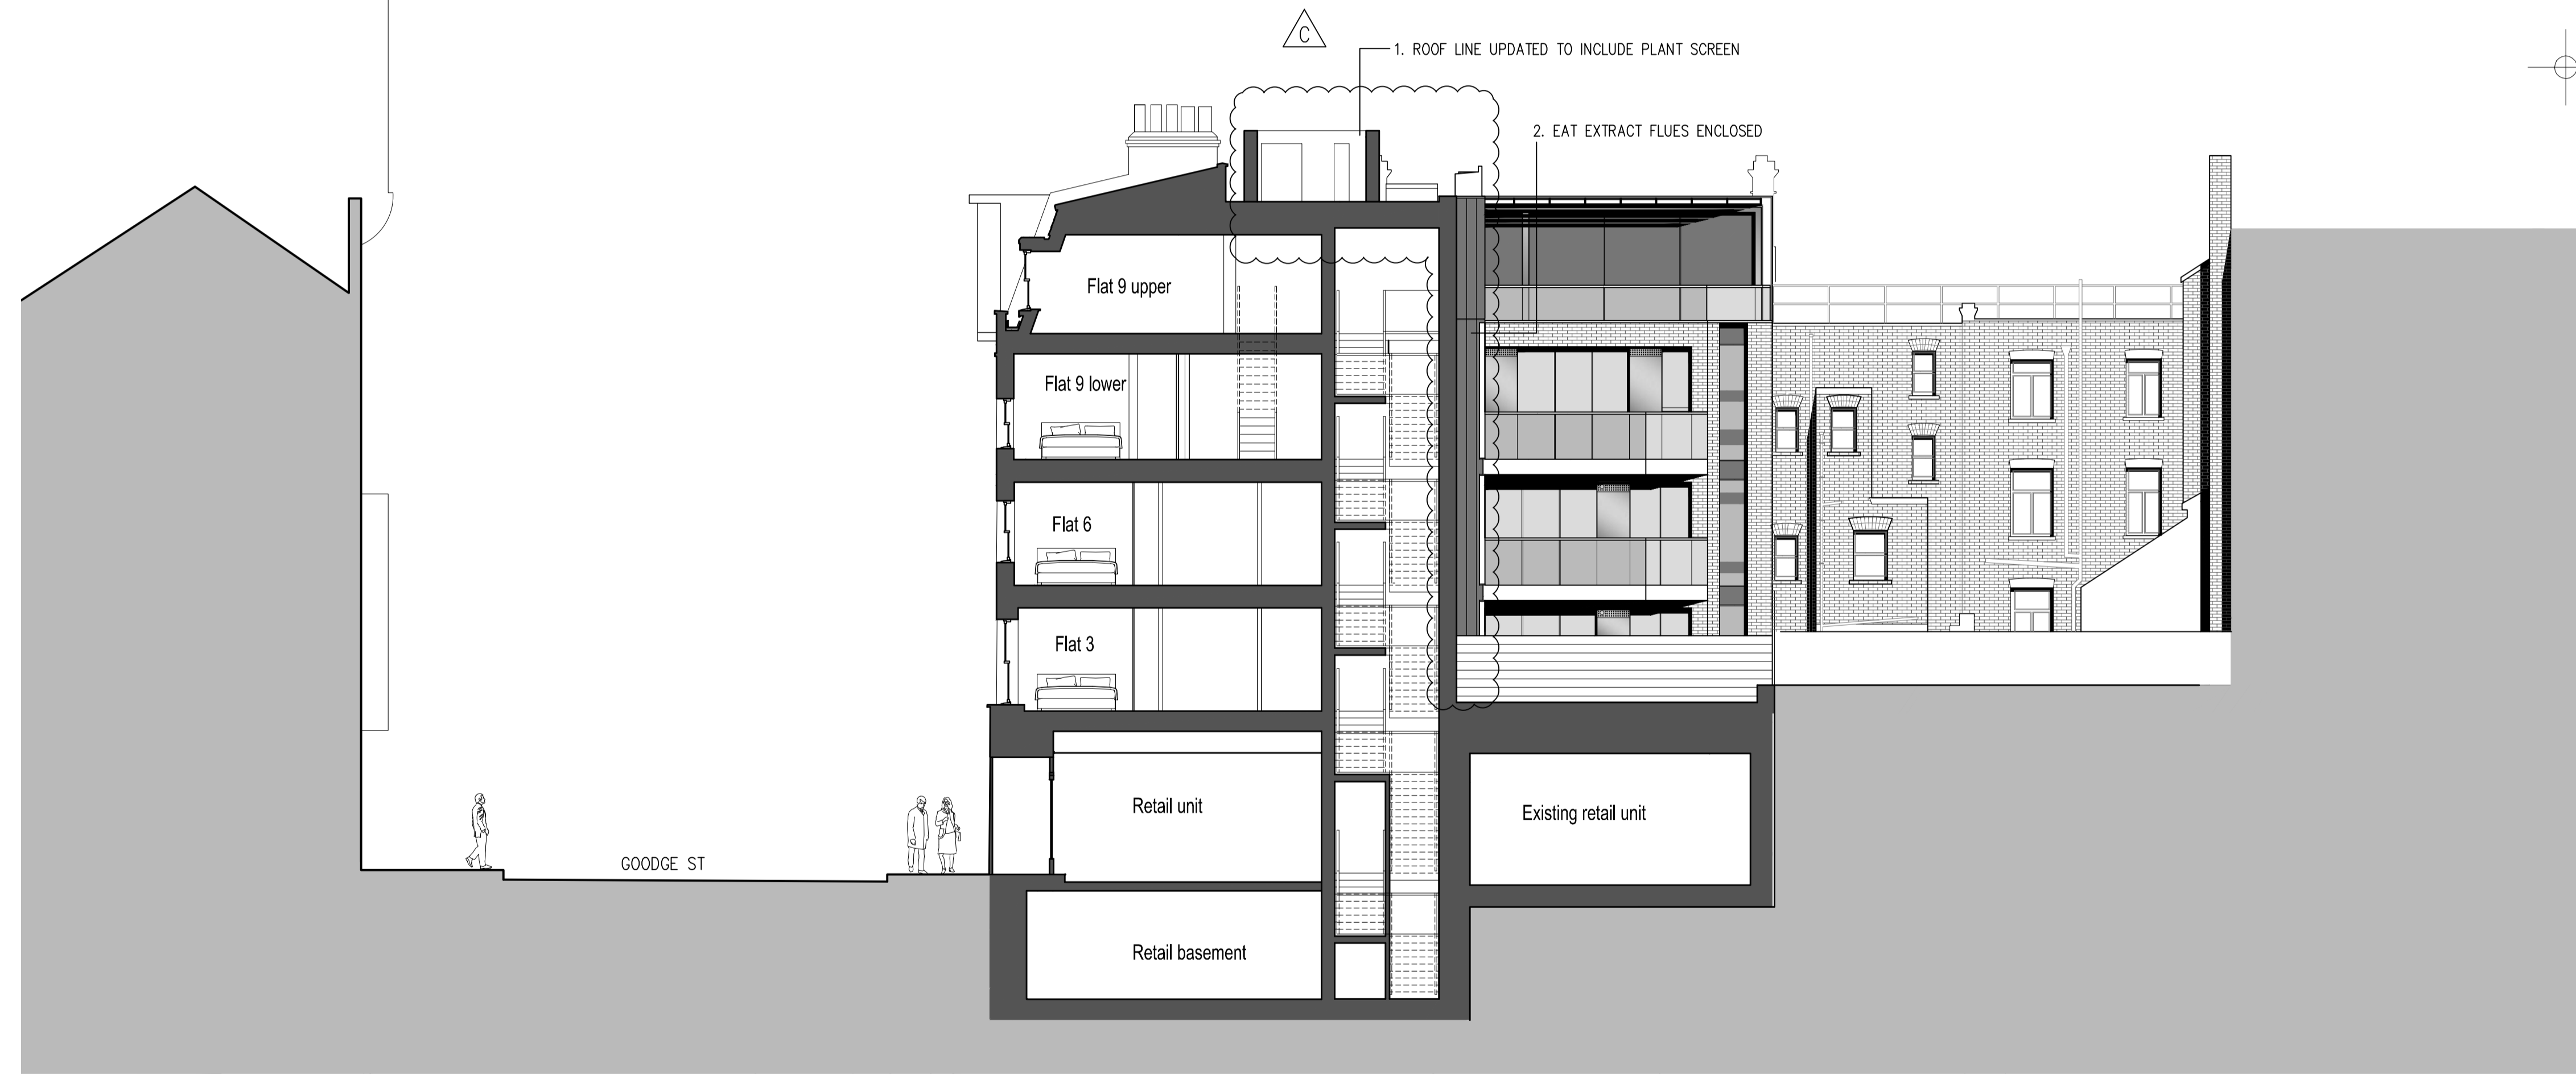 C
1. ROOF LINE UPDATED TO INCLUDE PLANT SCREEN
2. EAT EXTRACT FLUES ENCLOSED
Flat 9 upper
Flat 9 lower
Flat 6
Flat 3
Retail unit
Existing retail unit
GOODGE ST
Retail basement